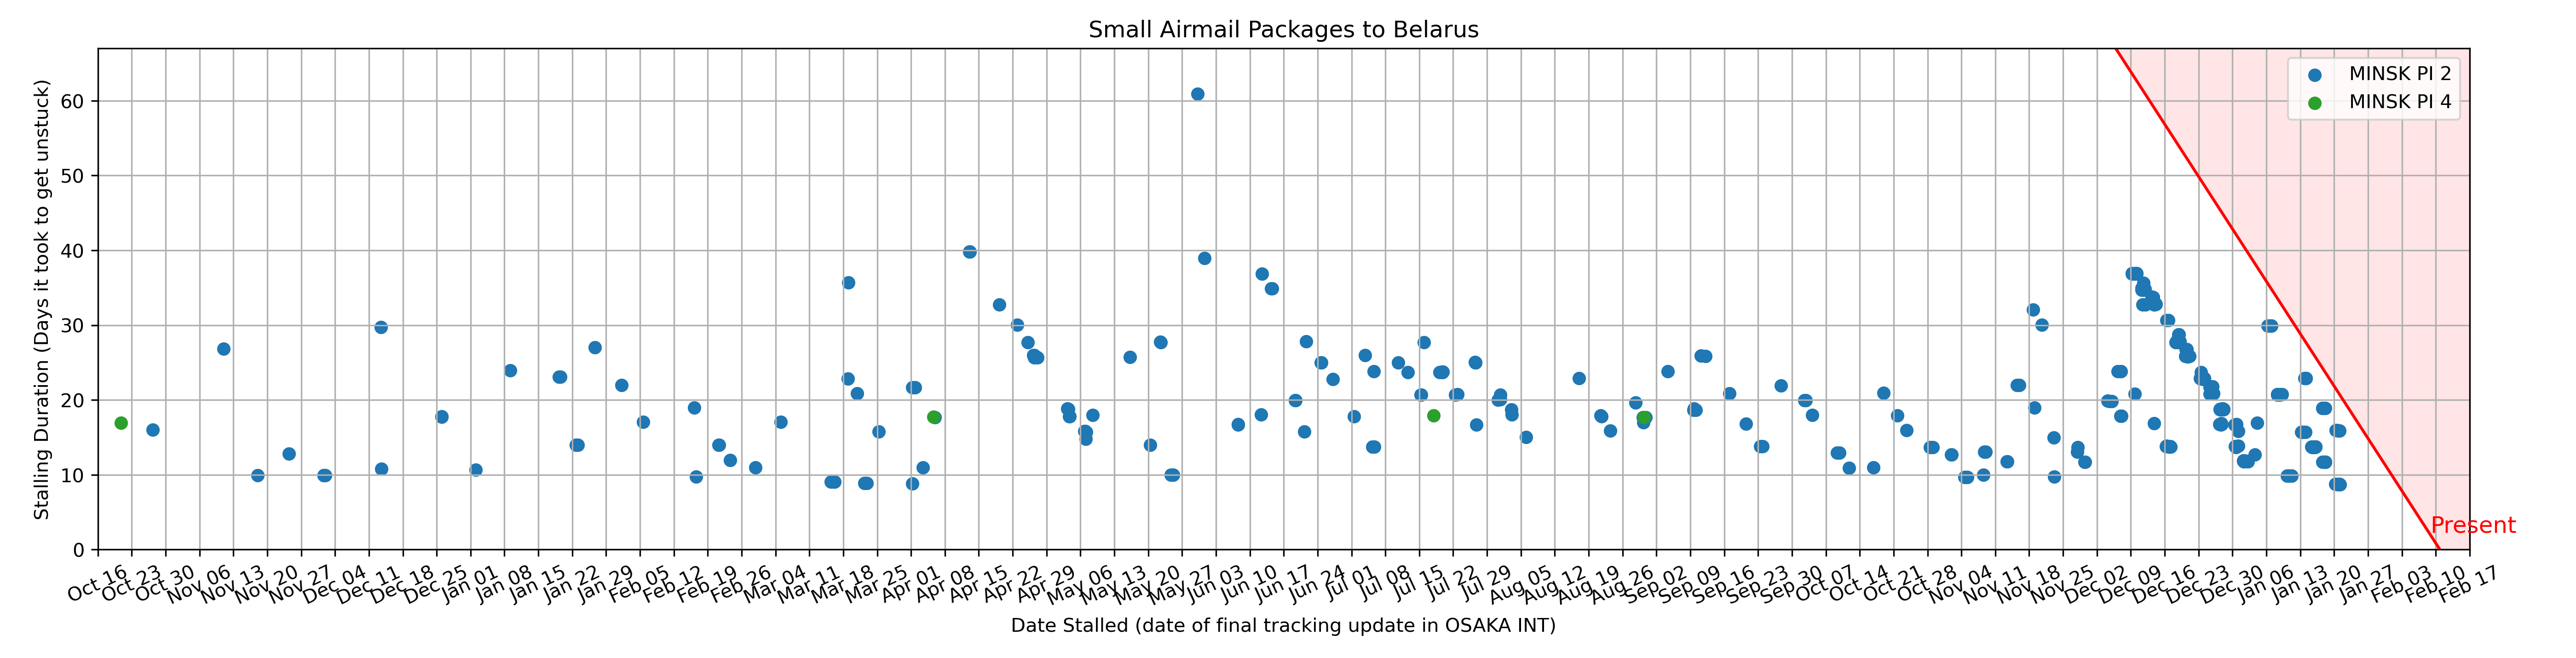 Small Airmail Packages to Belarus
MINSK PI 2
MINSK PI 4
Stalling Duration (Days it took to get unstuck)
60
50
40
30
20
10
0
Present
Oct 16 Oct 23 Oct 30 Nov 06 Nov 13 Nov 20 Nov 27 Dec 04 Dec 11 Dec 18 Dec 25 Jan 01 Jan 08 Jan 15 Jan 22 Jan 29 Feb 05 Feb 12 Feb 19 Feb 26 Mar 04 Mar 11 Mar 18 Mar 25 Apr 01 Apr 08 Apr 15 Apr 22 Apr 29 May 06 May 13 May 20 May 27 Jun 03 Jun 10 Jun 17 Jun 24 Jul 01 Jul 08 Jul 15 Jul 22 Jul 29 Aug 05 Aug 12 Aug 19 Aug 26 Sep 02 Sep 09 Sep 16 Sep 23 Sep 30 Oct 07 Oct 14 Oct 21 Oct 28 Nov 04 Nov 11 Nov 18 Nov 25 Dec 02 Dec 09 Dec 16 Dec 23 Dec 30 Jan 06 Jan 13 Jan 20 Jan 27 Feb 03 Feb 10 Feb 17
Date Stalled (date of final tracking update in OSAKA INT)